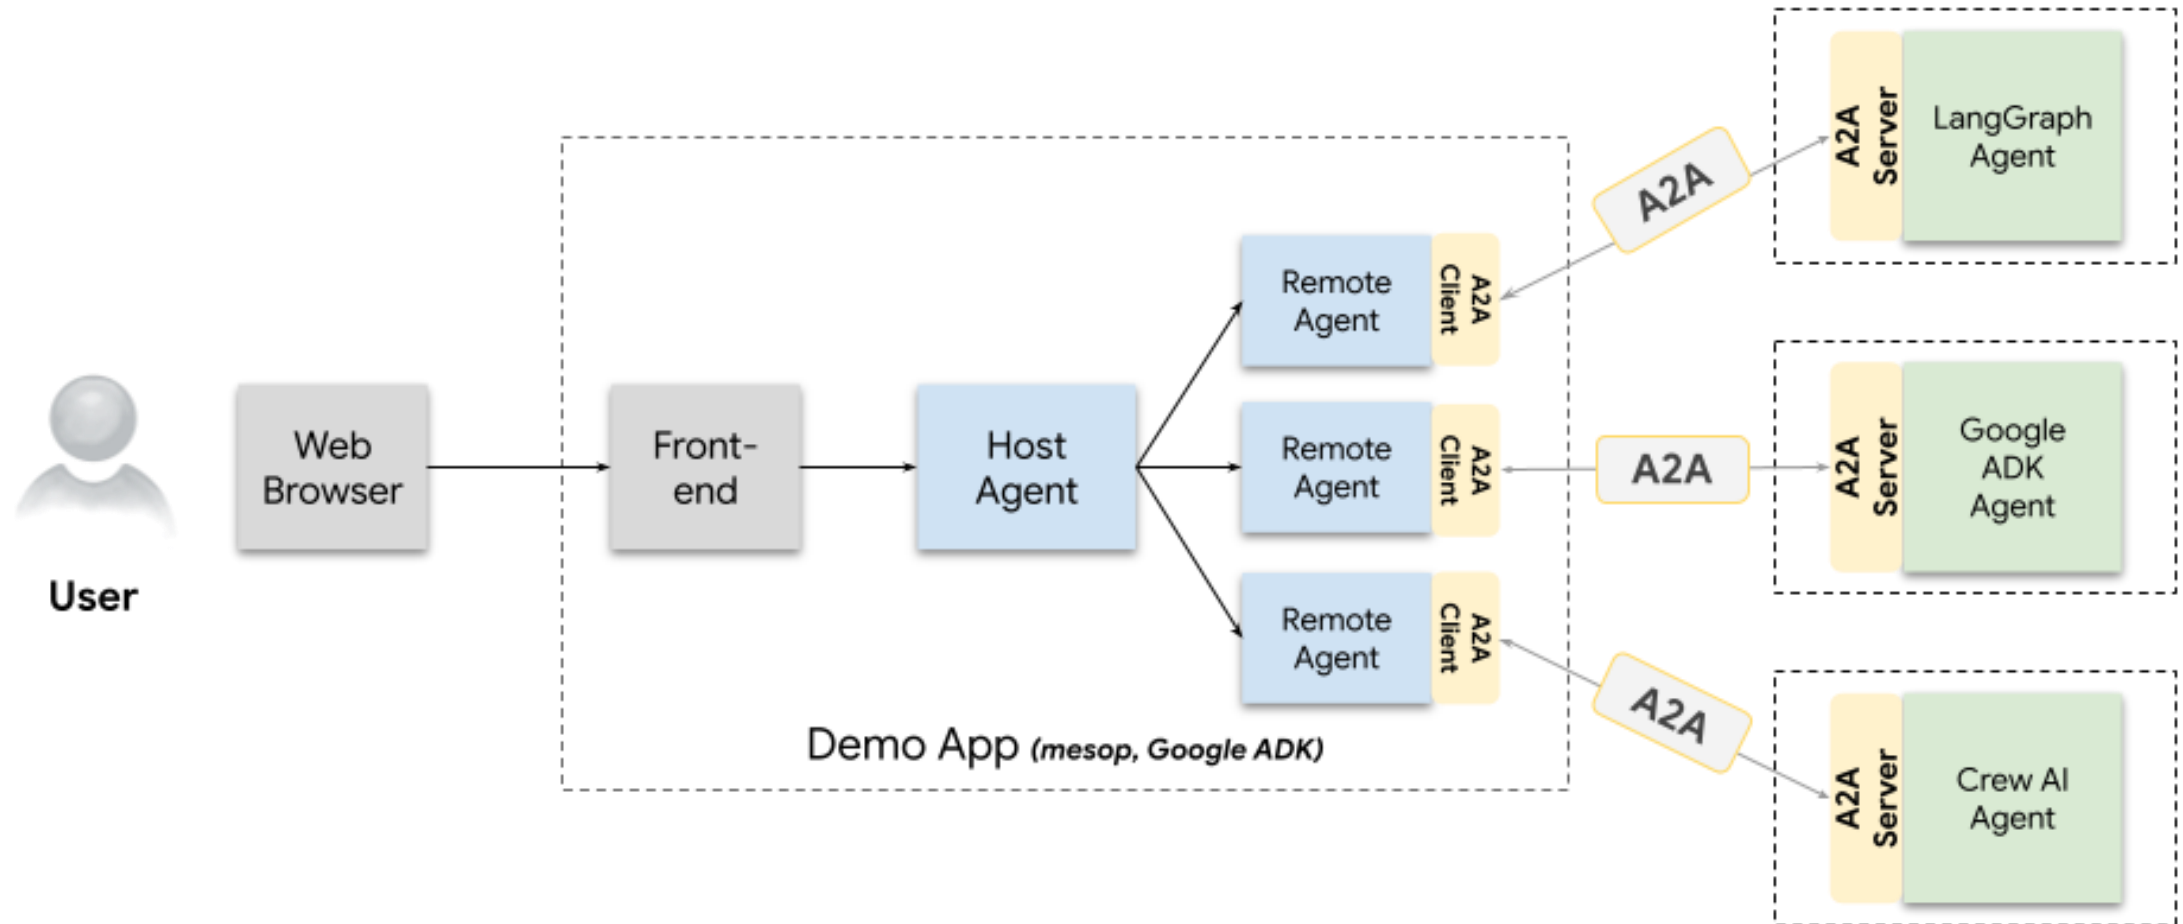 User
Web
Browser
Front-
end
Host
Agent
Remote
Agent
A2A
Client
Remote
Agent
A2A
Client
Remote
Agent
A2A
Client
Demo App (mesop, Google ADK)
A2A
A2A
A2A
A2A
Server
LangGraph
Agent
A2A
Server
Google
ADK
Agent
A2A
Server
Crew AI
Agent